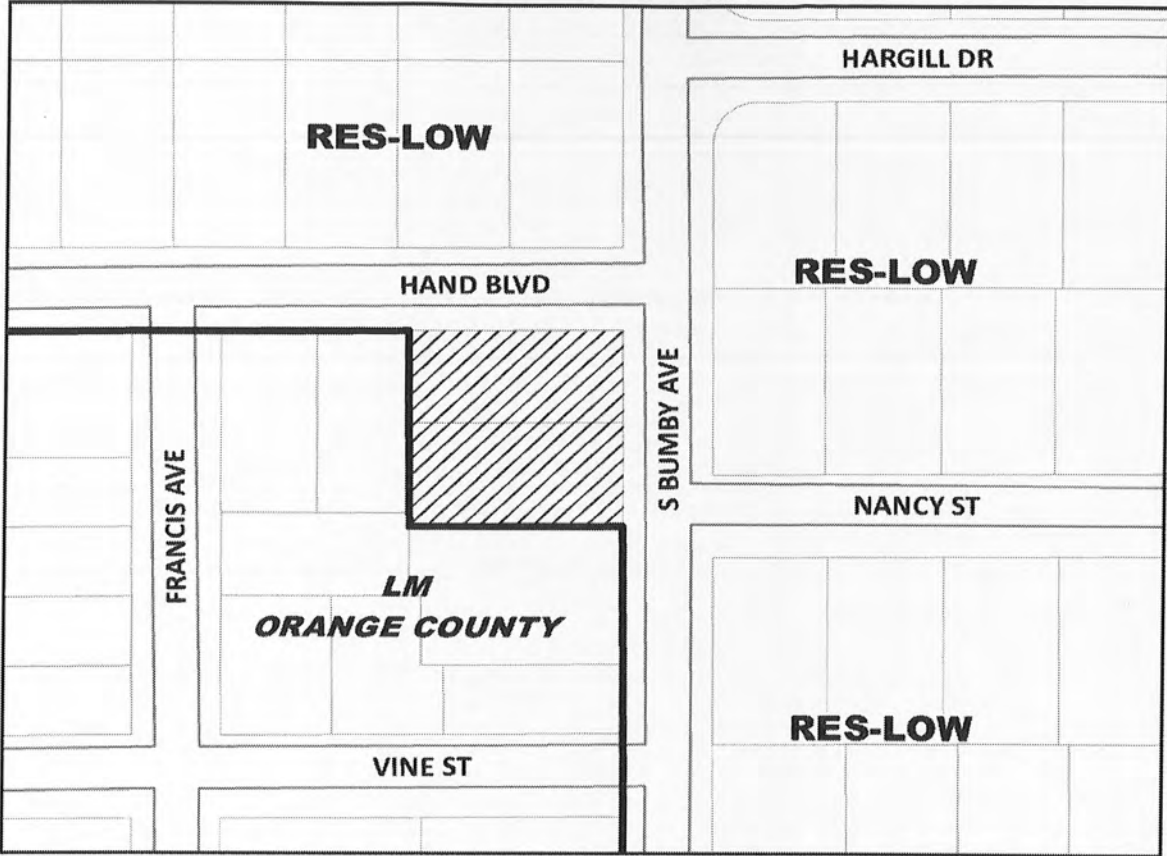 HARGILL DR
RES-LOW
RES-LOW
HAND BLVD
S BUMBY AVE
NANCY ST
FRANCIS AVE
LM
ORANGE COUNTY
RES-LOW
VINE ST